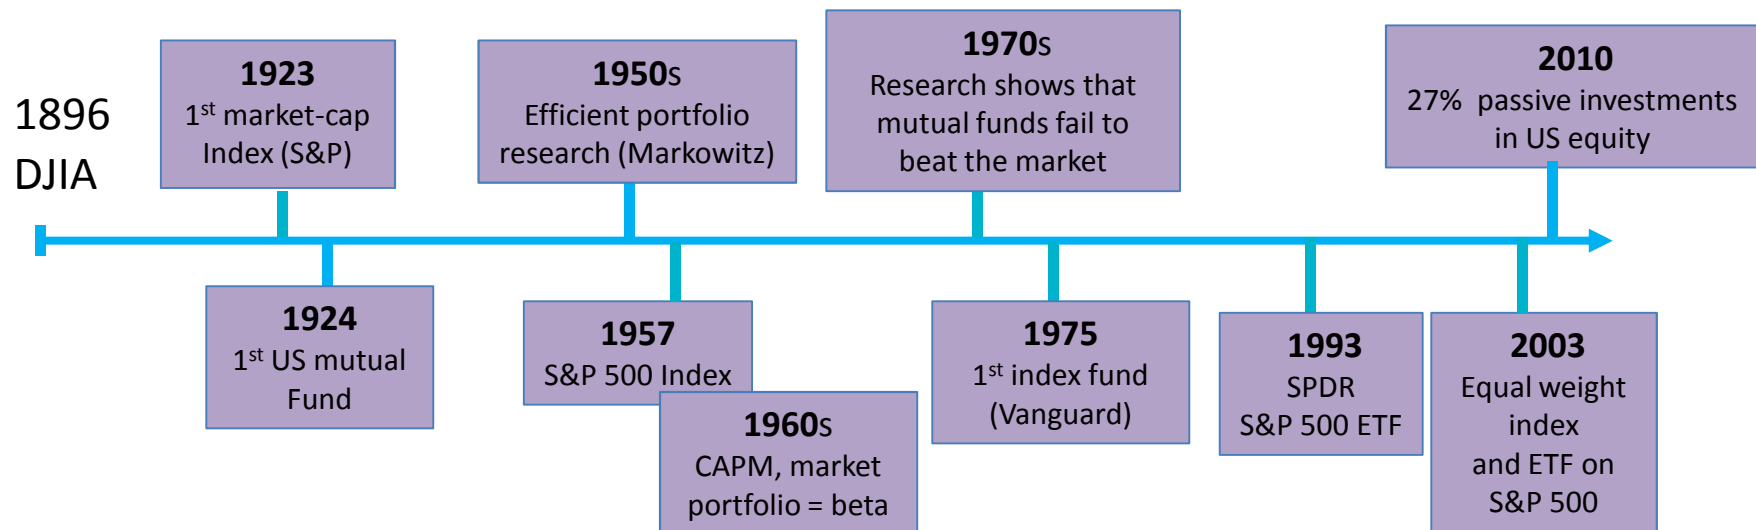 1896
DJIA
1923
1st market-cap
Index (S&P)
1950s
Efficient portfolio
research (Markowitz)
1970s
Research shows that
mutual funds fail to
beat the market
2010
27% passive investments
in US equity
1924
1st US mutual
Fund
1957
S&P 500 Index
1960s
CAPM, market
portfolio = beta
1975
1st index fund
(Vanguard)
1993
SPDR
S&P 500 ETF
2003
Equal weight
index
and ETF on
S&P 500